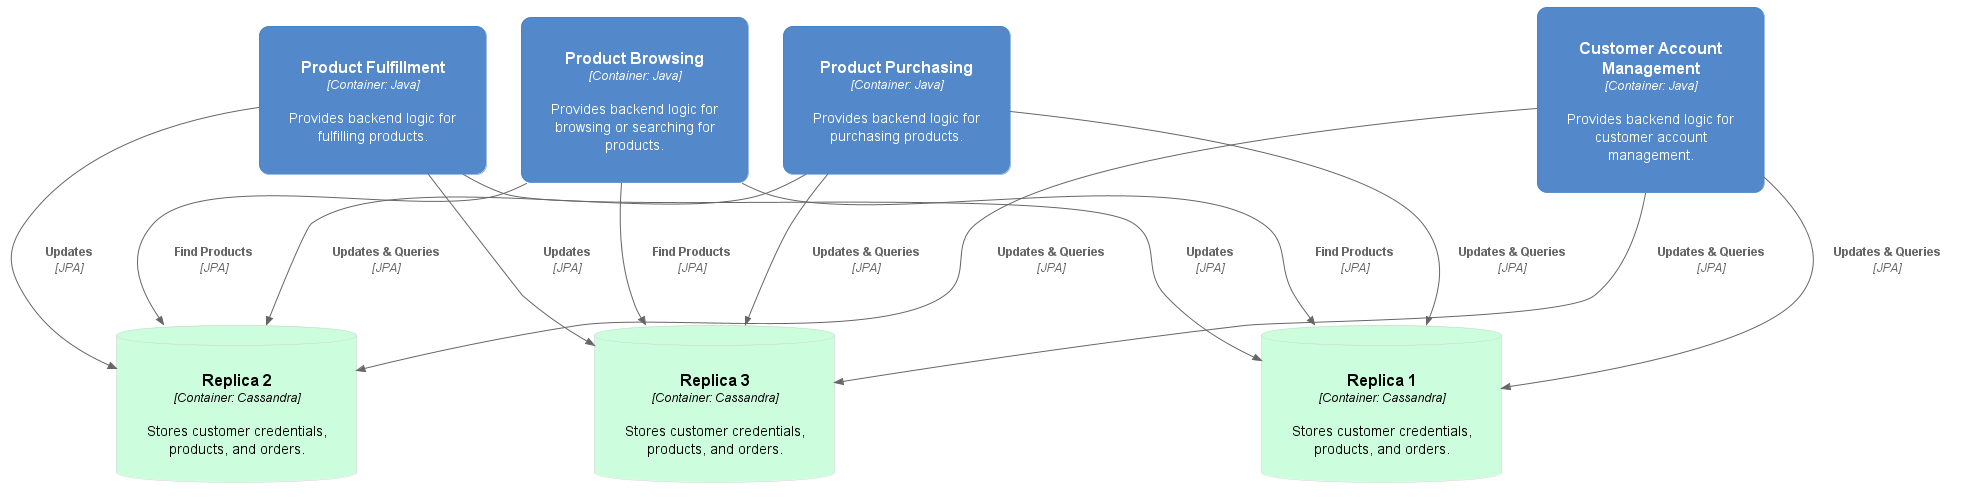 Product Fulfillment
[Container: Java]
Provides backend logic for
fulfilling products.
Product Browsing
[Container: Java]
Provides backend logic for
browsing or searching for
products.
Product Purchasing
[Container: Java]
Provides backend logic for
purchasing products.
Customer Account
Management
[Container: Java]
Provides backend logic for
customer account
management.
Updates
[JPA]
Find Products
[JPA]
Updates & Queries
[JPA]
Updates
[JPA]
Find Products
[JPA]
Updates & Queries
[JPA]
Updates & Queries
[JPA]
Updates
[JPA]
Find Products
[JPA]
Updates & Queries
[JPA]
Updates & Queries
[JPA]
Updates & Queries
[JPA]
Replica 2
[Container: Cassandra]
Stores customer credentials,
products, and orders.
Replica 3
[Container: Cassandra]
Stores customer credentials,
products, and orders.
Replica 1
[Container: Cassandra]
Stores customer credentials,
products, and orders.